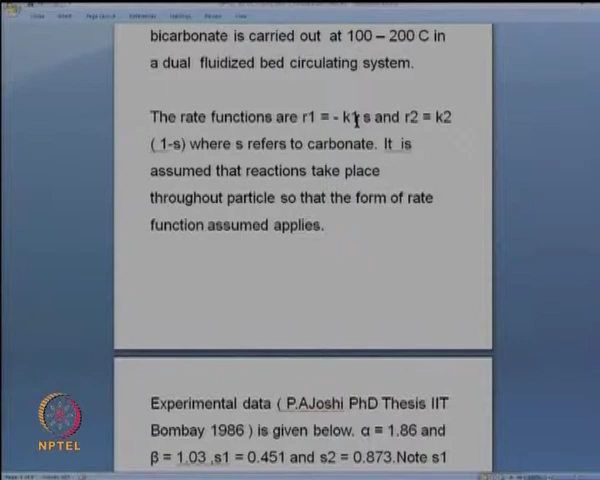 bicarbonate is carried out at 100 – 200 C in
a dual fluidized bed circulating system.
The rate functions are r1 = - k1 s and r2 = k2
( 1-s) where s refers to carbonate. It is
assumed that reactions take place
throughout particle so that the form of rate
function assumed applies.
Experimental data ( P.AJoshi PhD Thesis IIT
Bombay 1986 ) is given below. α = 1.86 and
β = 1.03 ,s1 = 0.451 and s2 = 0.873.Note s1
NPTEL